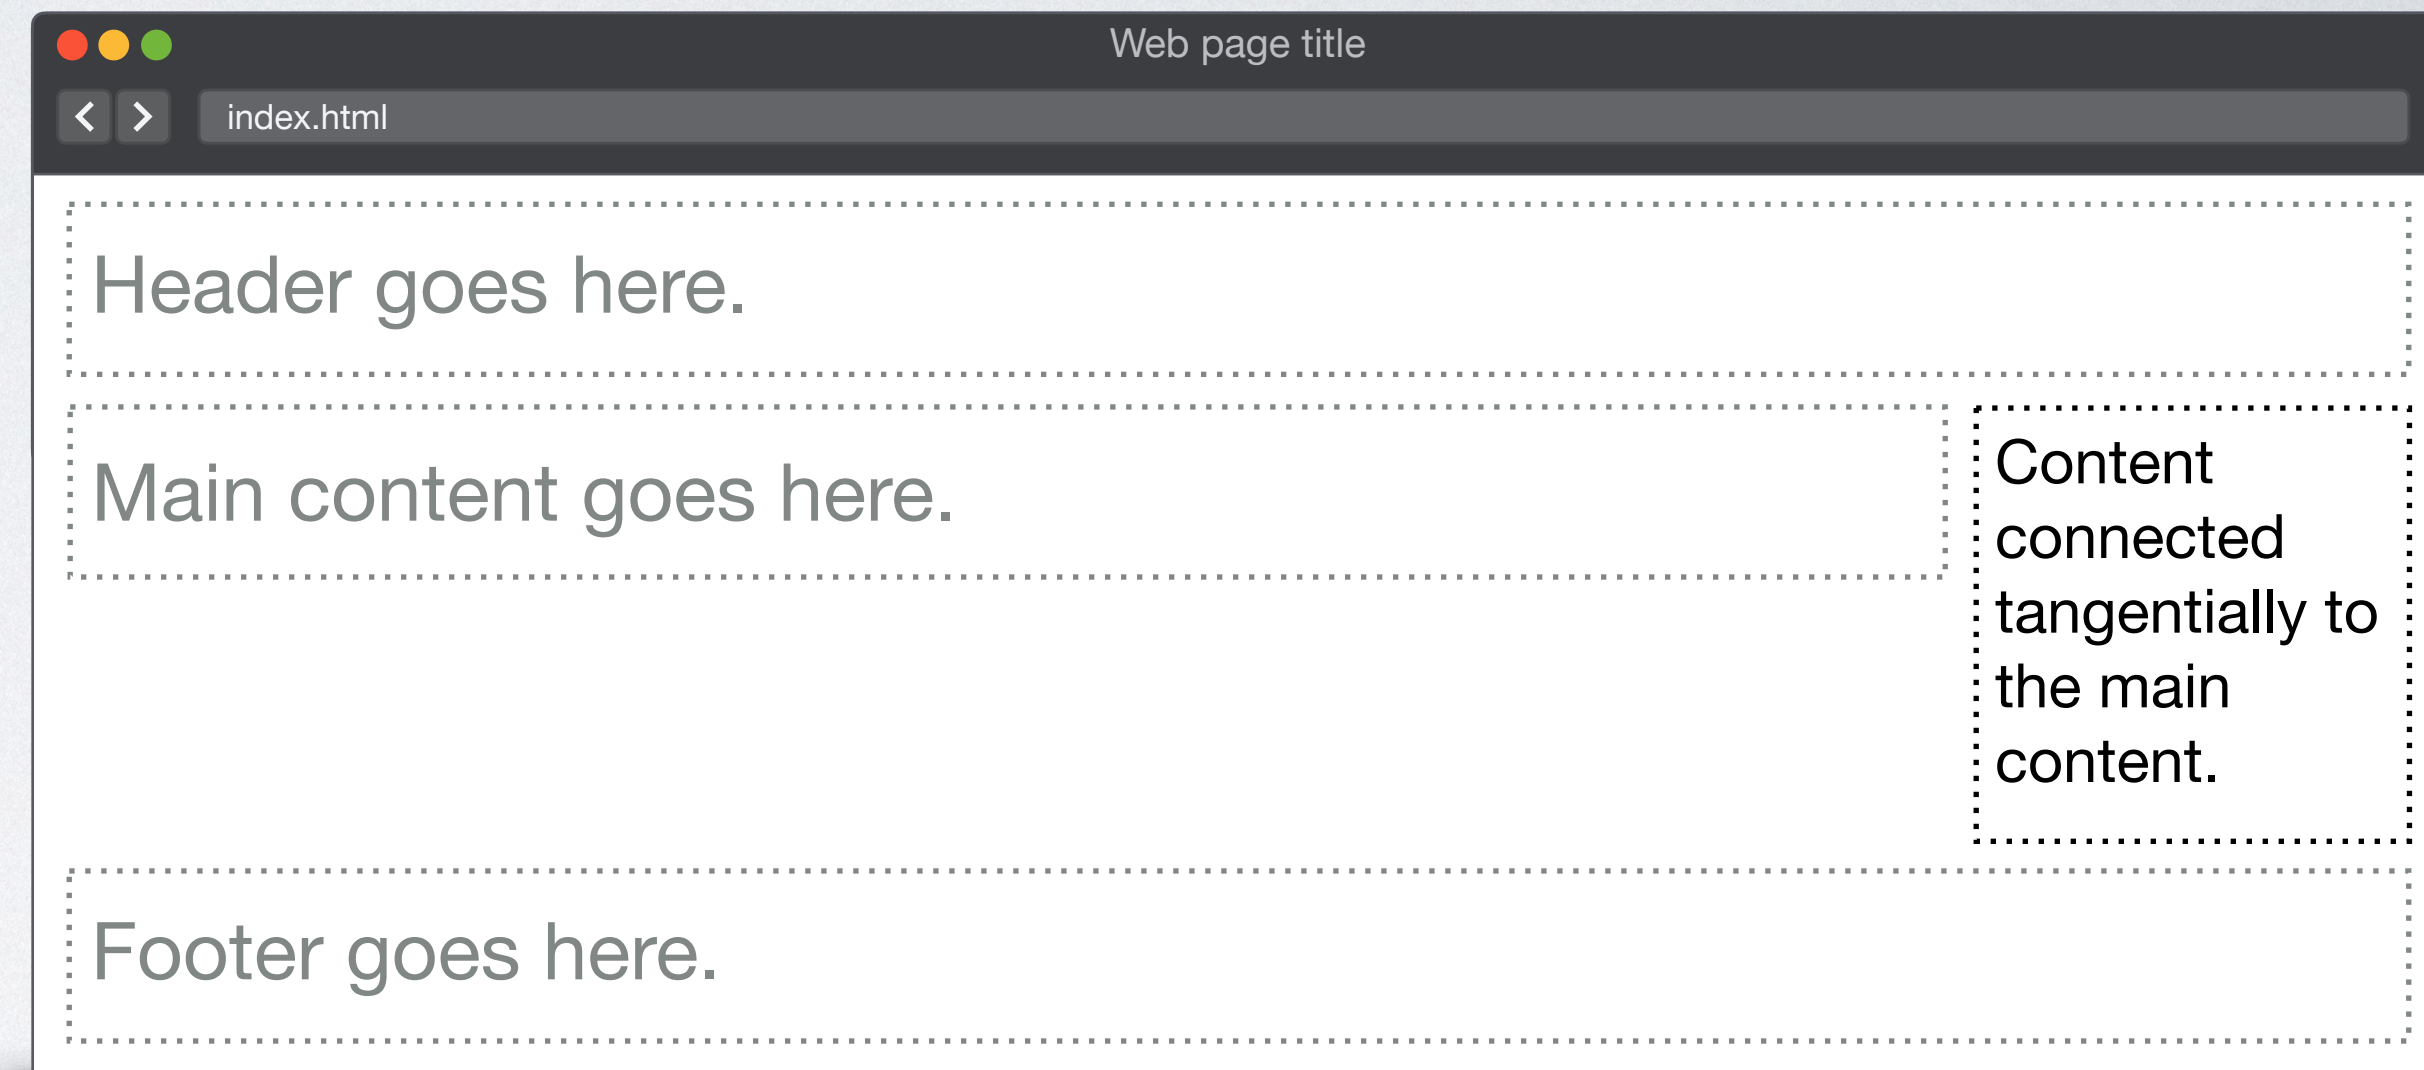 Web page title
index.html
Header goes here.
Main content goes here.
Content
connected
tangentially to
the main
content.
Footer goes here.